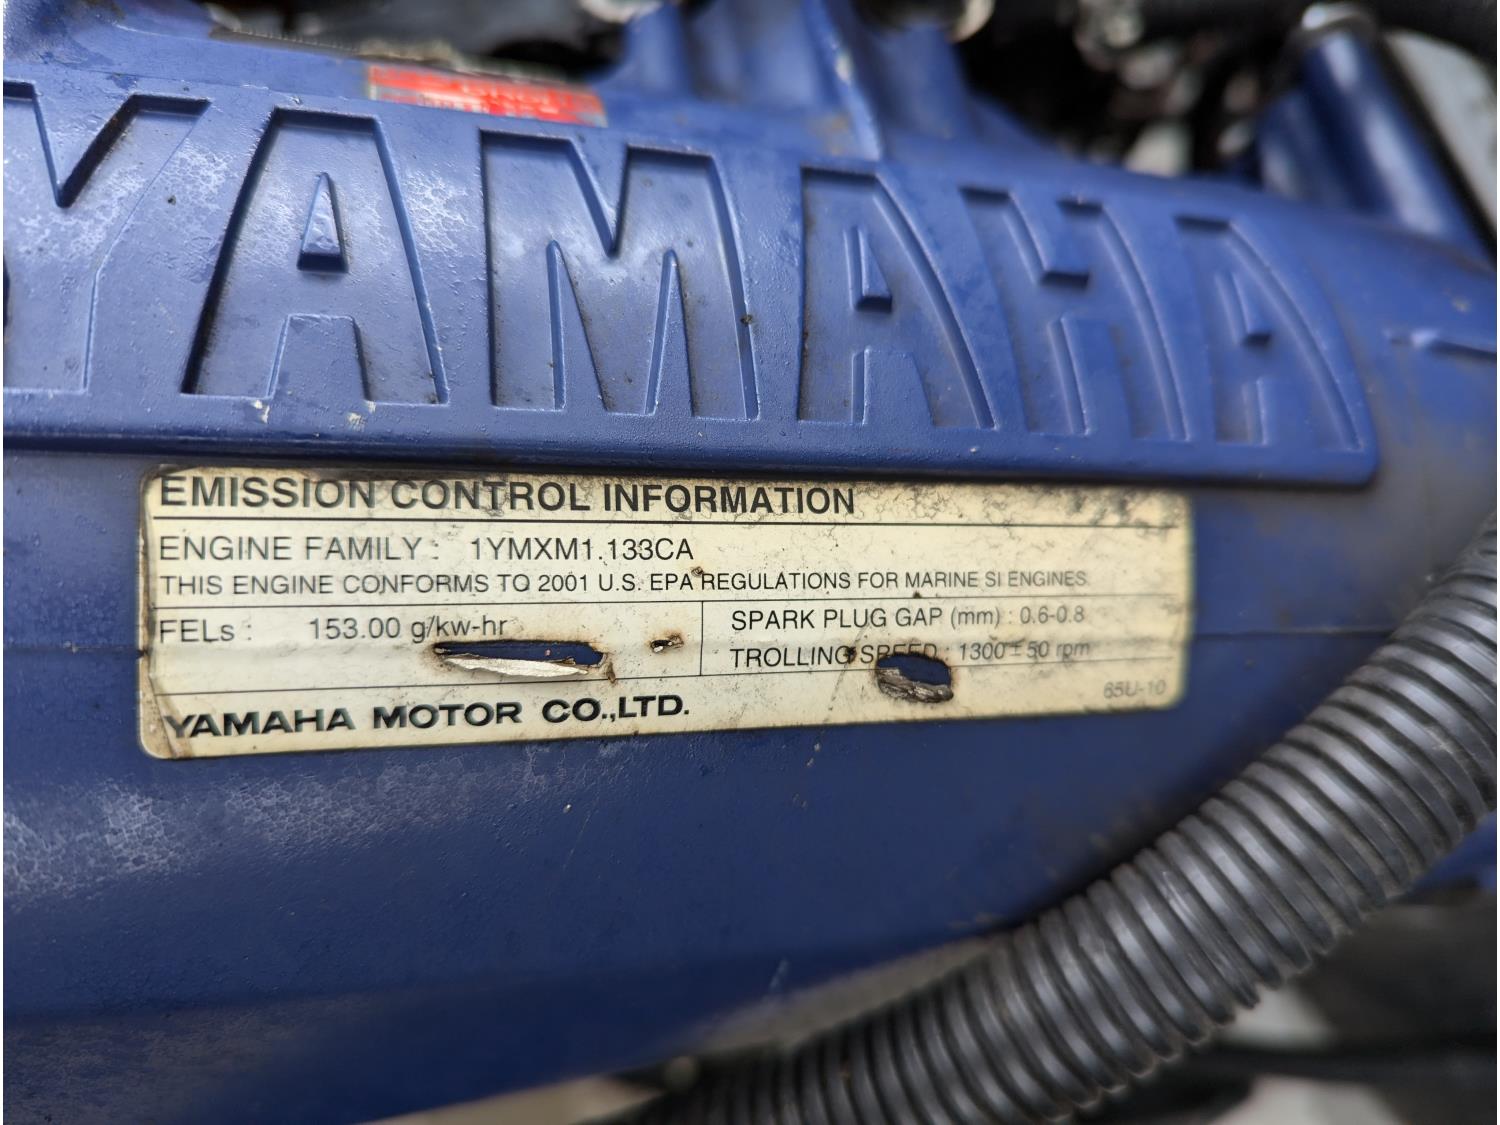 YAMAHA
EMISSION CONTROL INFORMATION
ENGINE FAMILY : 1YMXM1.133CA
THIS ENGINE CONFORMS TO 2001 U.S. EPA REGULATIONS FOR MARINE SI ENGINES.
FELs : 153.00 g/kw-hr
SPARK PLUG GAP (mm) : 0.6-0.8
TROLLING SPEED : 1300±50 rpm
YAMAHA MOTOR CO.,LTD.
65U-10